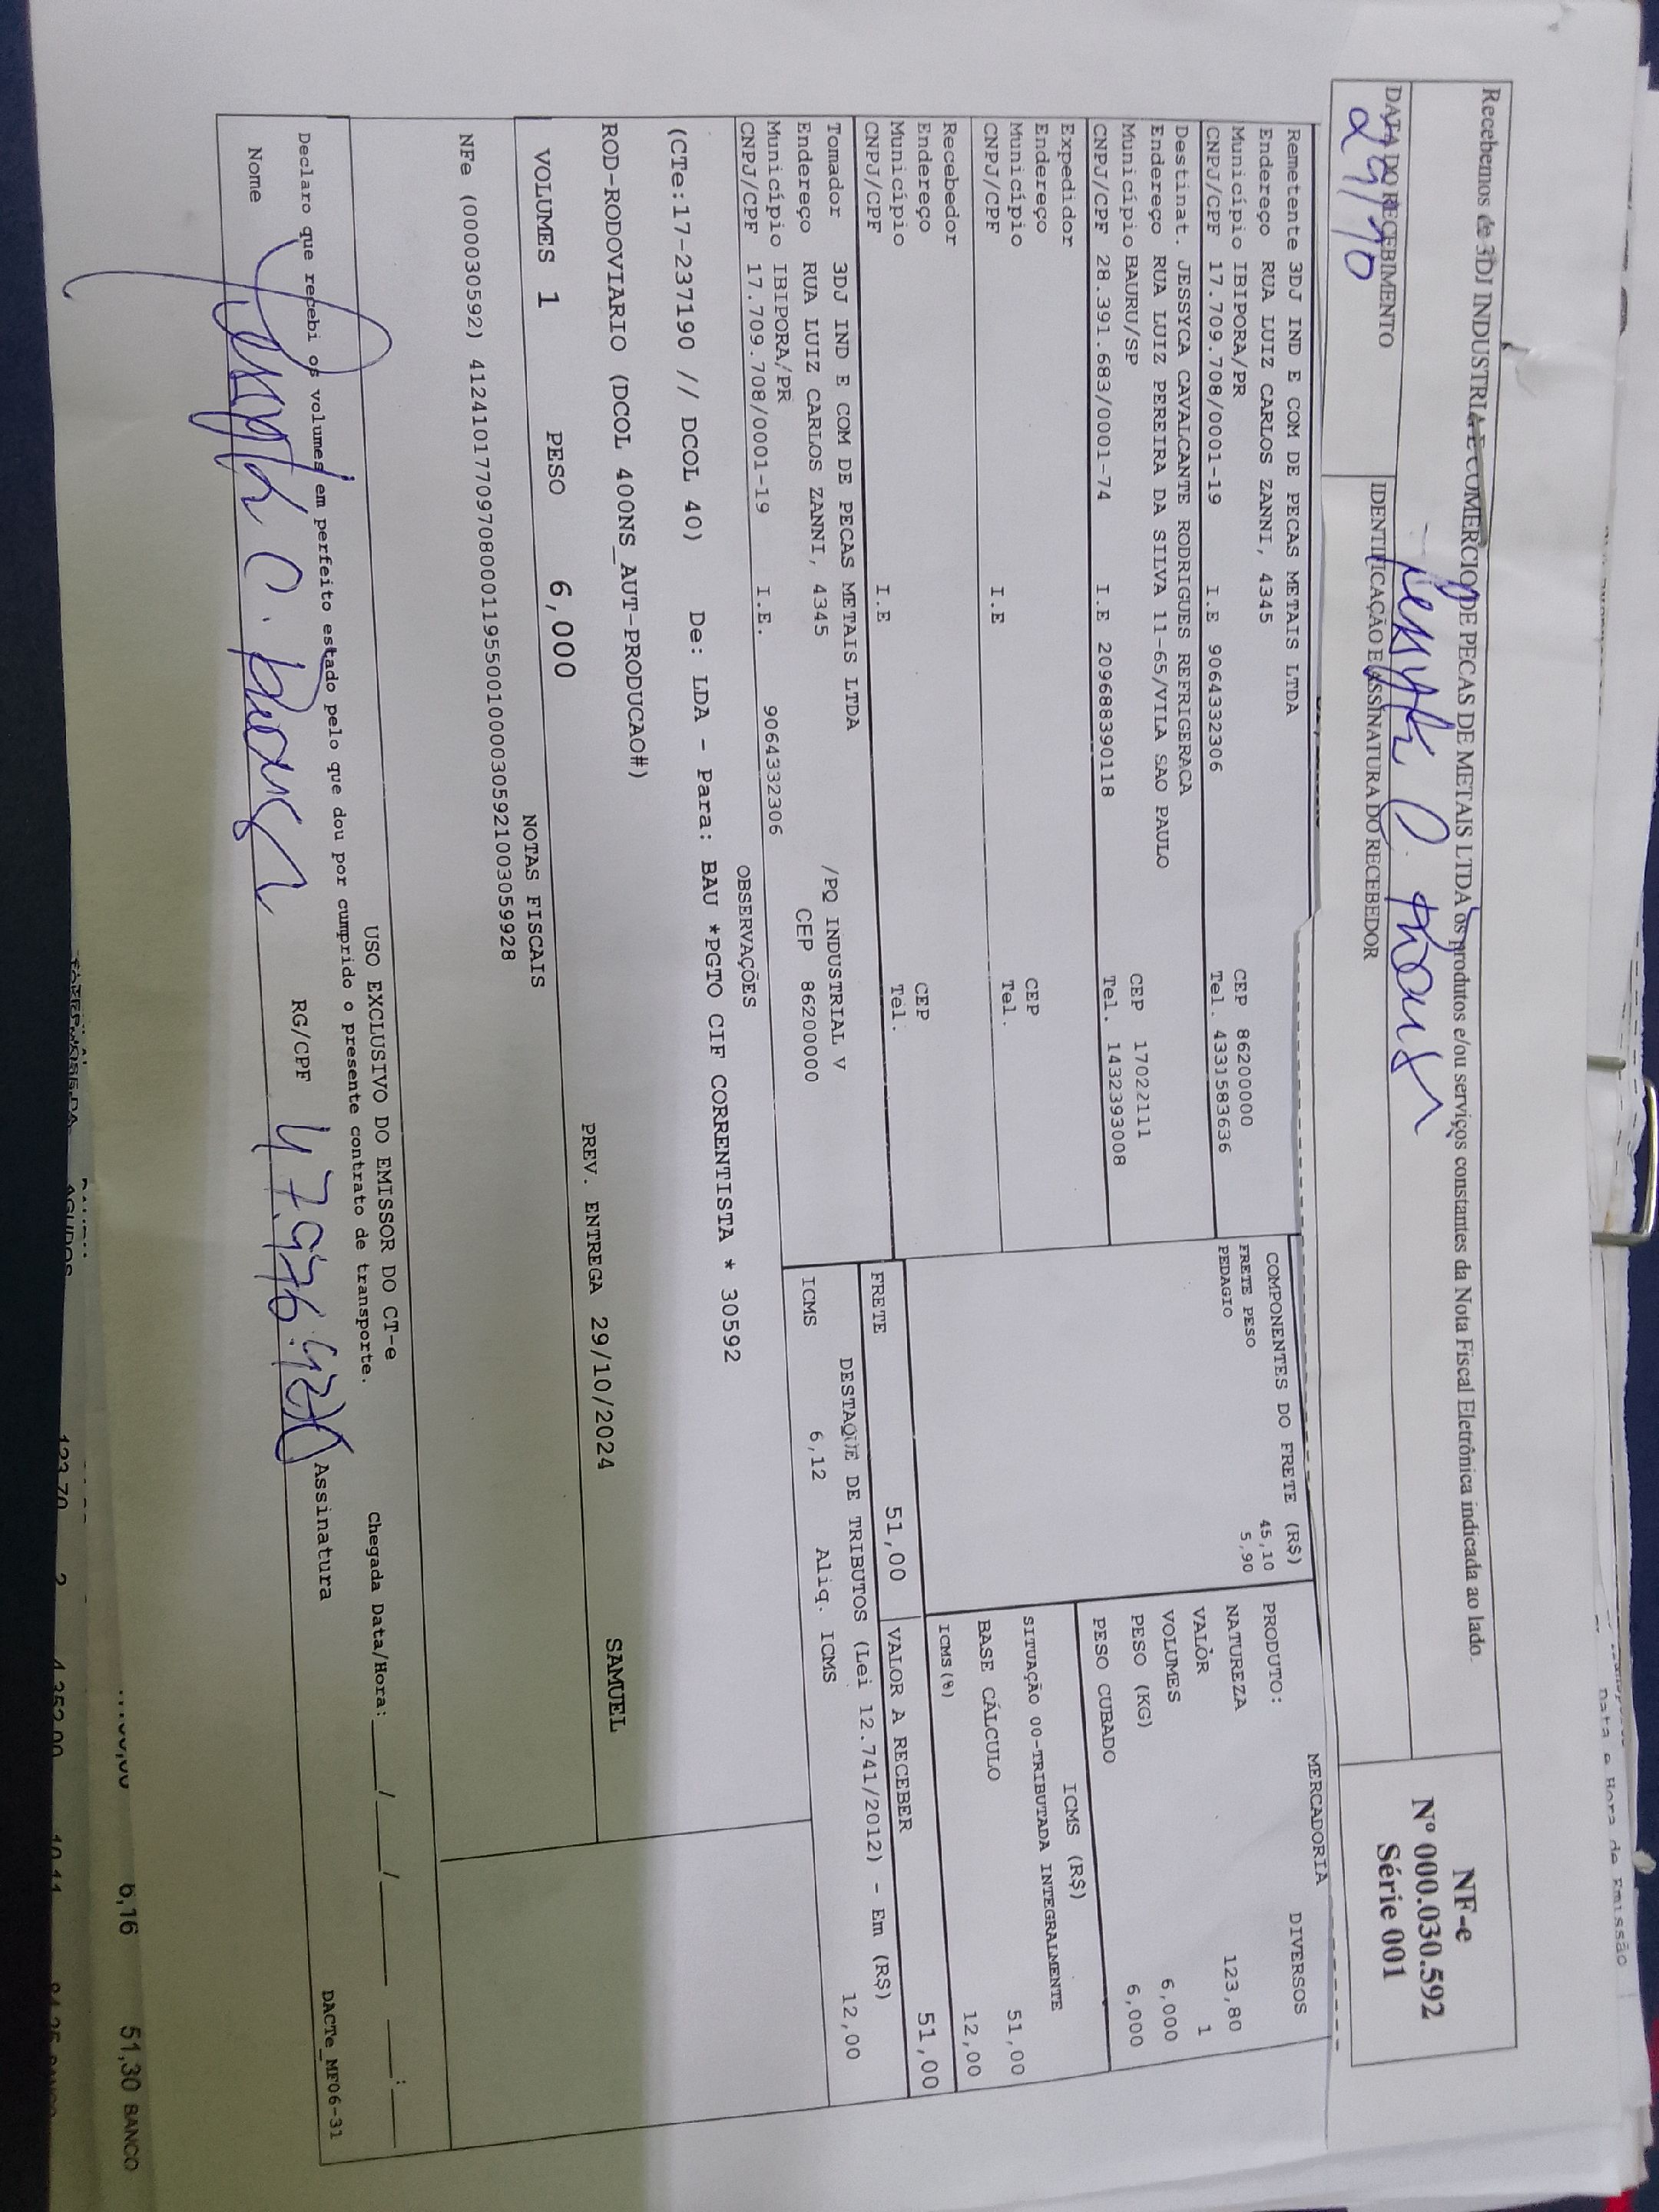 Recebemos de 3DJ INDUSTRIA E COMERCIO DE PECAS DE METAIS LTDA os produtos e/ou serviços constantes da Nota Fiscal Eletrônica indicada ao lado.
NF-e
Nº 000.030.592
Série 001
DATA DO RECEBIMENTO
IDENTIFICAÇÃO E ASSINATURA DO RECEBEDOR
Remetente 3DJ IND E COM DE PECAS METAIS LTDA
Endereço RUA LUIZ CARLOS ZANNI, 4345
Município IBIPORA/PR CEP 86200000
CNPJ/CPF 17.709.708/0001-19 I.E 9064332306 Tel. 4331583636
Destinat. JESSYCA CAVALCANTE RODRIGUES REFRIGERACA
Endereço RUA LUIZ PEREIRA DA SILVA 11-65/VILA SAO PAULO
Município BAURU/SP CEP 17022111
CNPJ/CPF 28.391.683/0001-74 I.E 209688390118 Tel. 1432393008
Expedidor
Endereço
Município CEP
CNPJ/CPF I.E Tel.
Recebedor
Endereço
Município CEP
CNPJ/CPF I.E Tel.
Tomador 3DJ IND E COM DE PECAS METAIS LTDA
Endereço RUA LUIZ CARLOS ZANNI, 4345 /PQ INDUSTRIAL V
Município IBIPORA/PR CEP 86200000
CNPJ/CPF 17.709.708/0001-19 I.E. 9064332306
COMPONENTES DO FRETE (R$)
FRETE PESO 45,10
PEDAGIO 5,90
MERCADORIA
PRODUTO: DIVERSOS
NATUREZA
VALOR 123,80
VOLUMES 1
PESO (KG) 6,000
PESO CUBADO 6,000
ICMS (R$)
SITUAÇÃO 00-TRIBUTADA INTEGRALMENTE
BASE CÁLCULO 51,00
ICMS(%) 12,00
FRETE 51,00 VALOR A RECEBER 51,00
DESTAQUE DE TRIBUTOS (Lei 12.741/2012) - Em (R$)
ICMS 6,12 Aliq. ICMS 12,00
OBSERVAÇÕES
(CTe:17-237190 // DCOL 40) De: LDA - Para: BAU *PGTO CIF CORRENTISTA * 30592
ROD-RODOVIARIO (DCOL 400NS_AUT-PRODUCAO#)
PREV. ENTREGA 29/10/2024 SAMUEL
VOLUMES 1 PESO 6,000
NOTAS FISCAIS
NFe (000030592) 41241017709708000119550010000305921003059928
USO EXCLUSIVO DO EMISSOR DO CT-e
Declaro que recebi os volumes em perfeito estado pelo que dou por cumprido o presente contrato de transporte.
Chegada Data/Hora:____/____/______ ___:___
Nome RG/CPF Assinatura
DACTe_MF06-31
6,16 51,30 BANCO